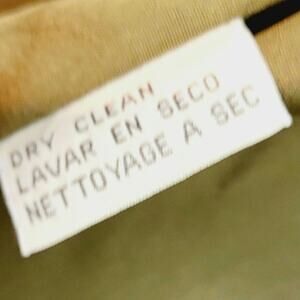 DRY CLEAN
LAVAR EN SECO
NETTOYAGE A SEC